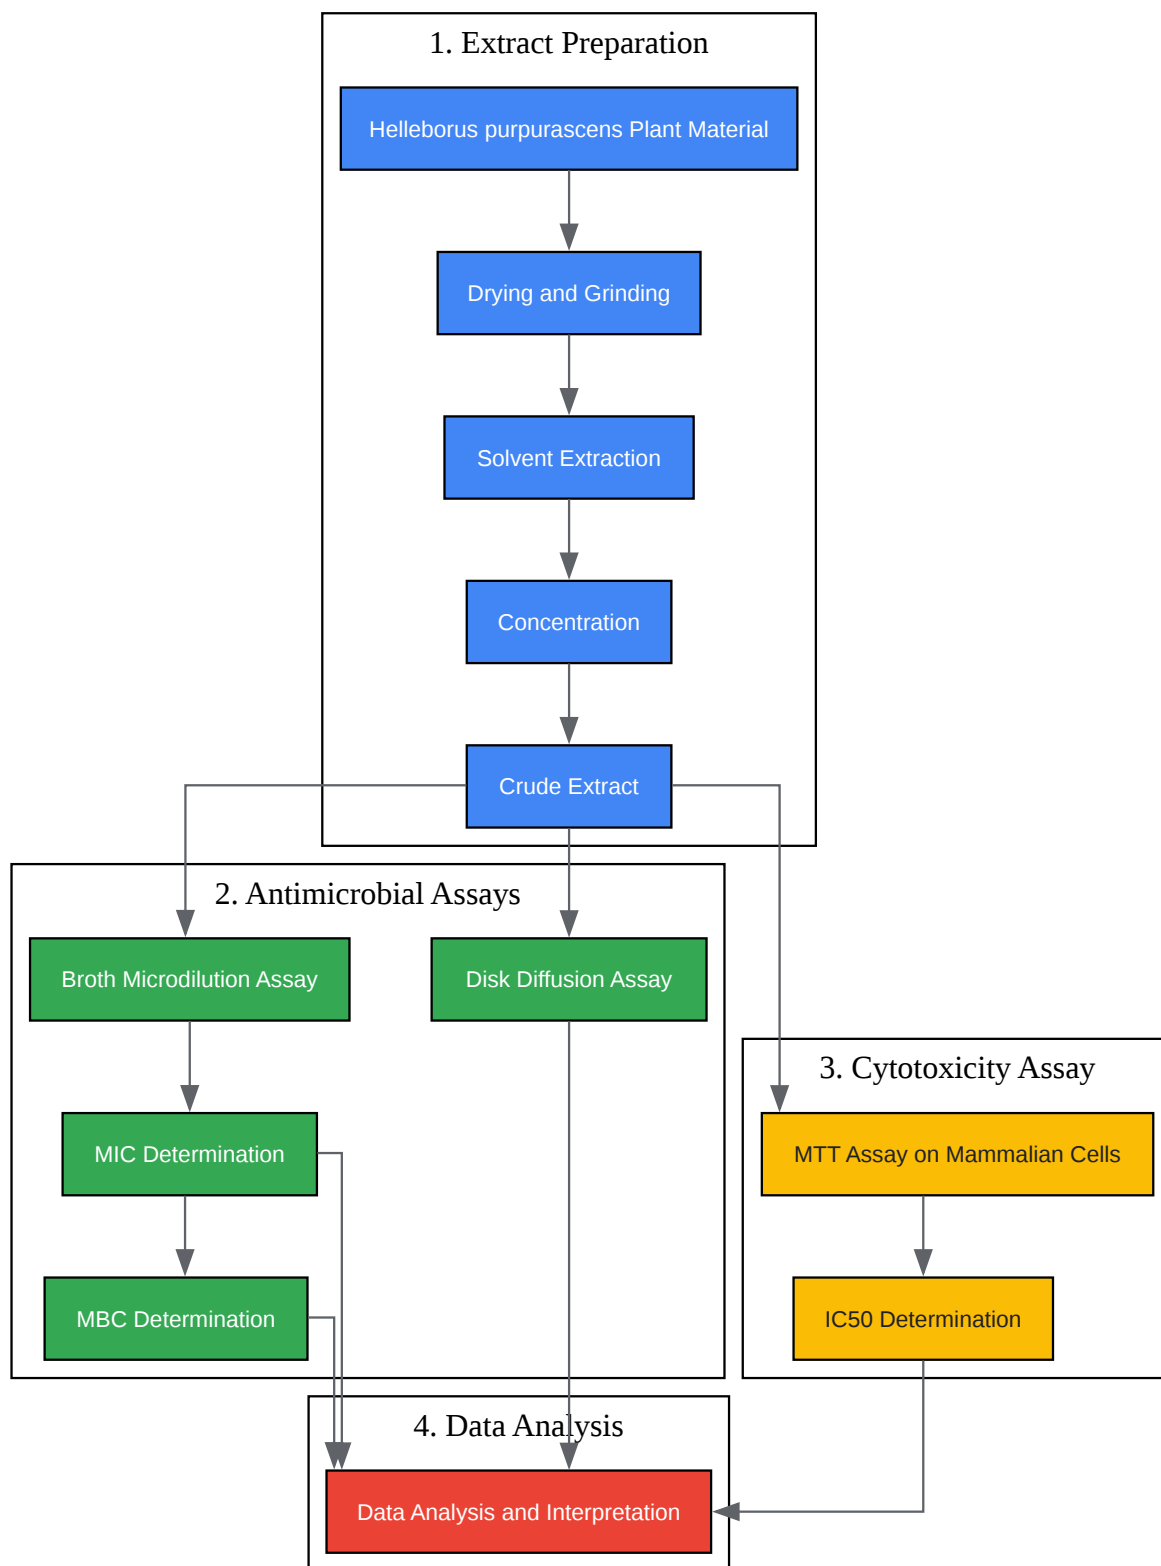 1. Extract Preparation
Helleborus purpurascens Plant Material
Drying and Grinding
Solvent Extraction
Concentration
Crude Extract
2. Antimicrobial Assays
Broth Microdilution Assay
Disk Diffusion Assay
MIC Determination
MBC Determination
3. Cytotoxicity Assay
MTT Assay on Mammalian Cells
IC50 Determination
4. Data Analysis
Data Analysis and Interpretation